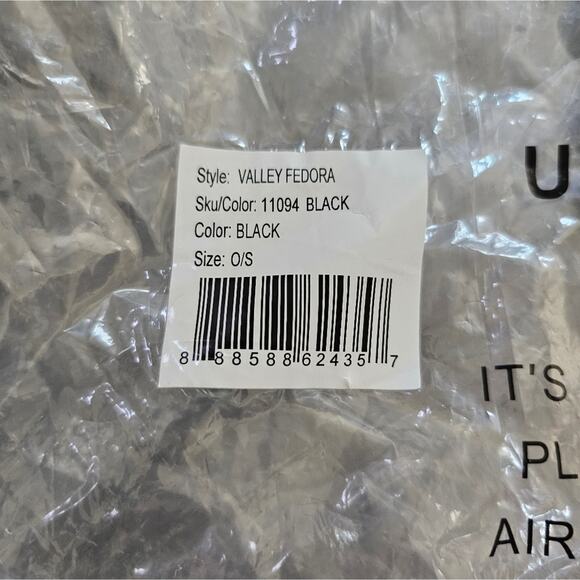 Style: VALLEY FEDORA
Sku/Color: 11094 BLACK
Color: BLACK
Size: O/S
8 88588 62435 7
U
IT'S
PL
AIR